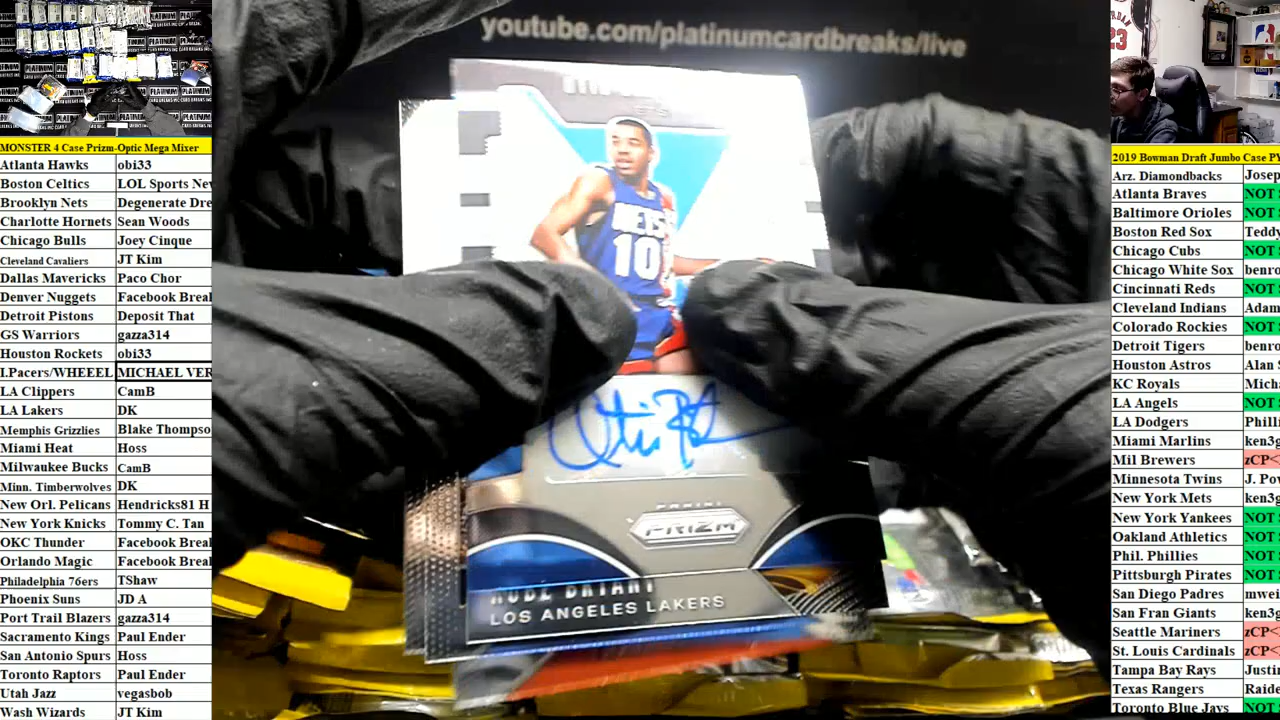 youtube.com/platinumcard
/live
NETS
10
PANINI
PRIZM
KOBE BRYANT
LOS ANGELES LAKERS
MONSTER 4 Case Prizm-Optic Mega Mixer
Atlanta Hawks obi33
Boston Celtics LOL Sports Nev
Brooklyn Nets Degenerate Dre
Charlotte Hornets Sean Woods
Chicago Bulls Joey Cinque
Cleveland Cavaliers JT Kim
Dallas Mavericks Paco Chor
Denver Nuggets Facebook Breal
Detroit Pistons Deposit That
GS Warriors gazza314
Houston Rockets obi33
I.Pacers/WHEEEL MICHAEL VER
LA Clippers CamB
LA Lakers DK
Memphis Grizzlies Blake Thompso
Miami Heat Hoss
Milwaukee Bucks CamB
Minn. Timberwolves DK
New Orl. Pelicans Hendricks81 H
New York Knicks Tommy C. Tan
OKC Thunder Facebook Breal
Orlando Magic Facebook Breal
Philadelphia 76ers TShaw
Phoenix Suns JD A
Port Trail Blazers gazza314
Sacramento Kings Paul Ender
San Antonio Spurs Hoss
Toronto Raptors Paul Ender
Utah Jazz vegasbob
Wash Wizards JT Kim
23
2019 Bowman Draft Jumbo Case PY
Arz. Diamondbacks Josep
Atlanta Braves NOT
Baltimore Orioles NOT
Boston Red Sox Teddy
Chicago Cubs NOT
Chicago White Sox benro
Cincinnati Reds NOT
Cleveland Indians Adam
Colorado Rockies NOT
Detroit Tigers benro
Houston Astros Alan S
KC Royals Micha
LA Angels NOT
LA Dodgers Philli
Miami Marlins ken3g
Mil Brewers zCP<
Minnesota Twins J. Pow
New York Mets ken3g
New York Yankees NOT
Oakland Athletics NOT
Phil. Phillies NOT
Pittsburgh Pirates NOT
San Diego Padres mwei
San Fran Giants ken3g
Seattle Mariners zCP<
St. Louis Cardinals zCP<
Tampa Bay Rays Justin
Texas Rangers Raide
Toronto Blue Jays NOT